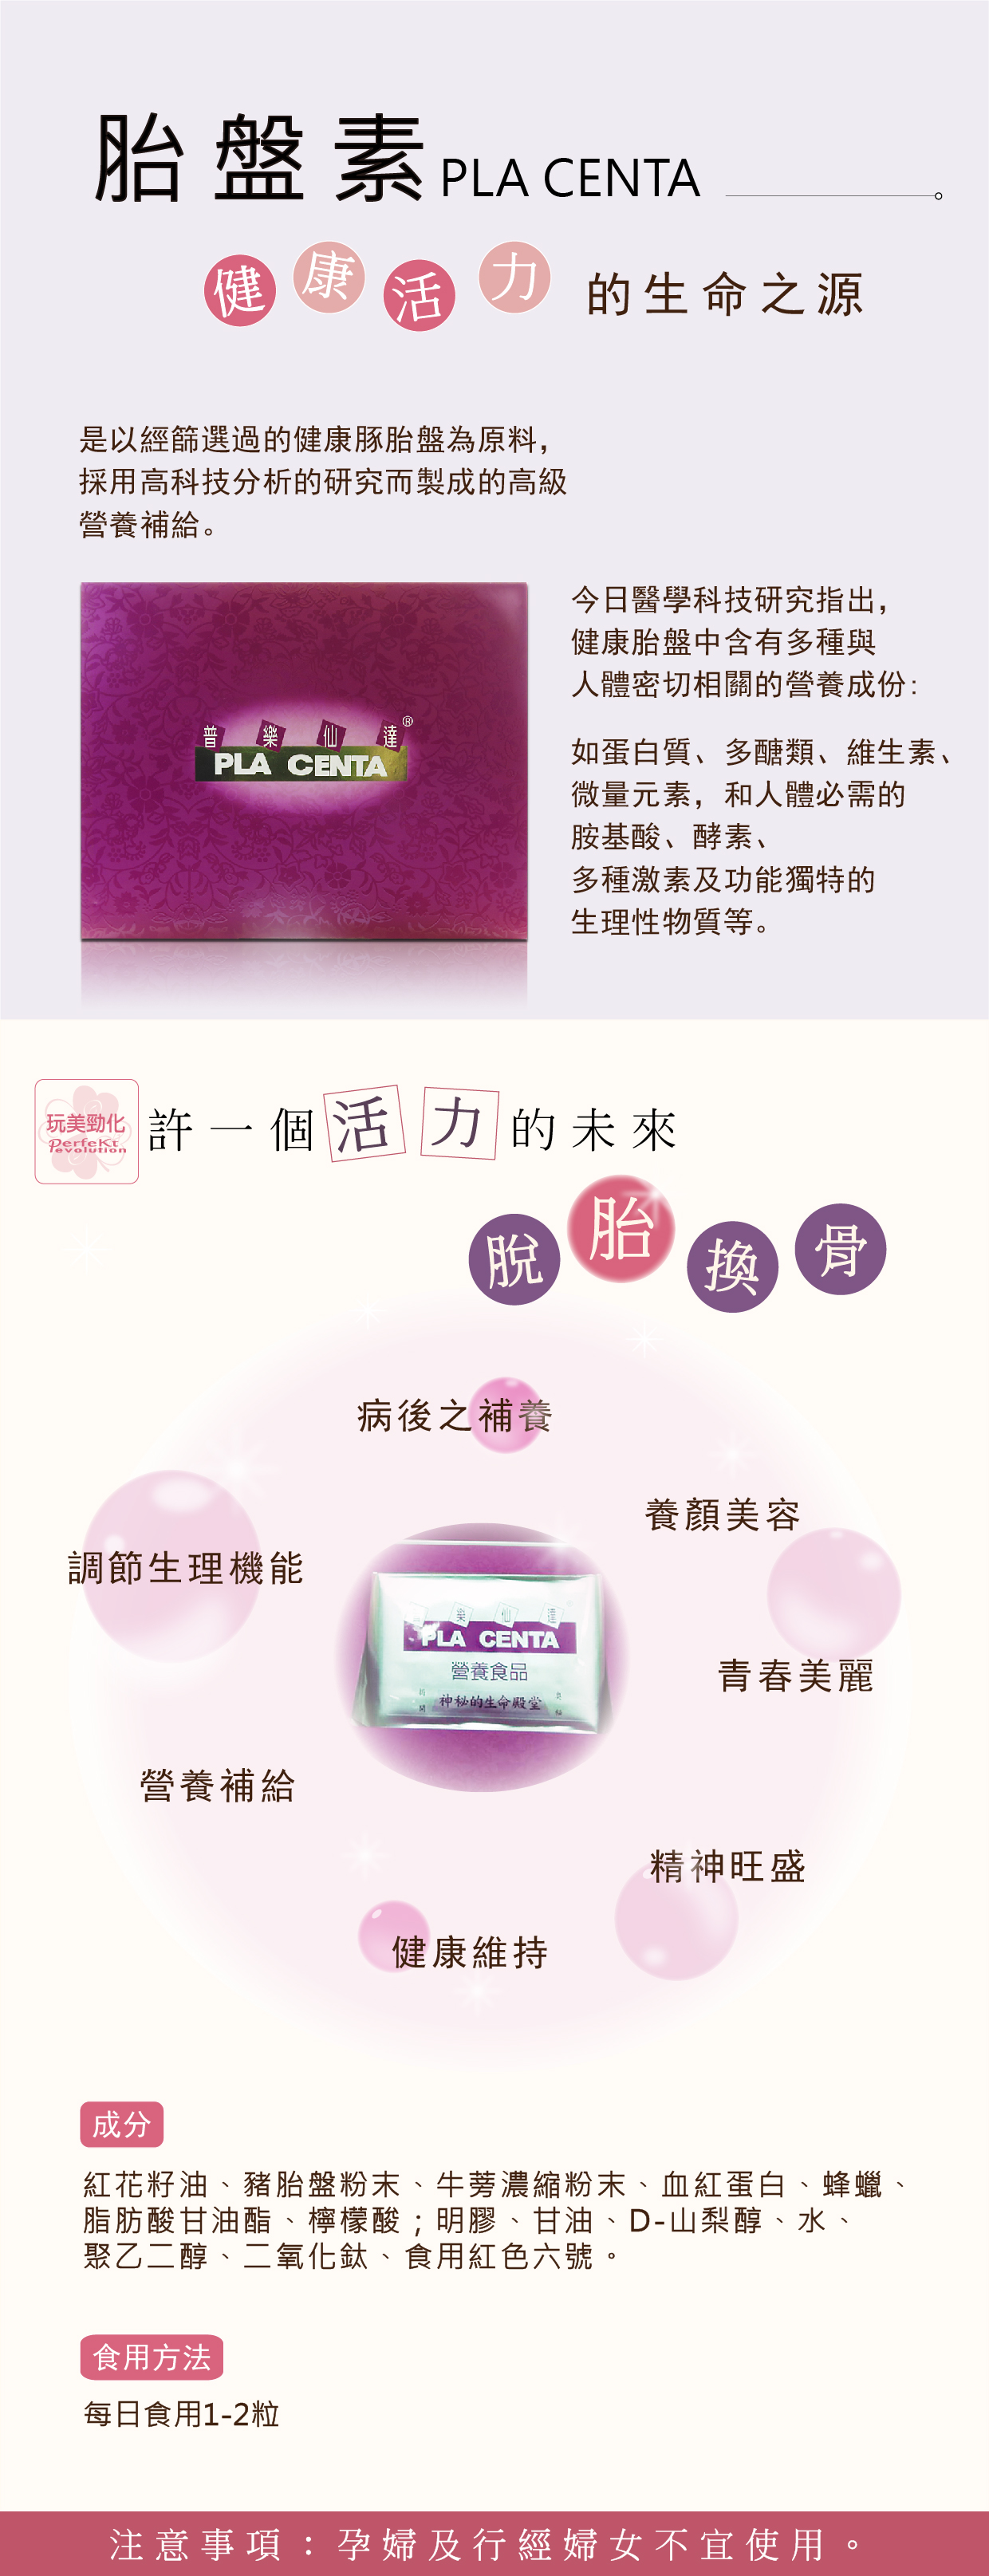 胎盤素PLA CENTA
健康活力的生命之源
是以經篩選過的健康豚胎盤為原料，
採用高科技分析的研究而製成的高級
營養補給。
普樂仙達®
PLA CENTA
今日醫學科技研究指出，
健康胎盤中含有多種與
人體密切相關的營養成份：
如蛋白質、多醣類、維生素、
微量元素，和人體必需的
胺基酸、酵素、
多種激素及功能獨特的
生理性物質等。
玩美勁化
Perfekt
revolution
許一個活力的未來
脫胎換骨
病後之補養
養顏美容
調節生理機能
樂仙達
PLA CENTA
營養食品
神秘的生命殿堂
青春美麗
營養補給
精神旺盛
健康維持
成分
紅花籽油、豬胎盤粉末、牛蒡濃縮粉末、血紅蛋白、蜂蠟、
脂肪酸甘油酯、檸檬酸；明膠、甘油、D-山梨醇、水、
聚乙二醇、二氧化鈦、食用紅色六號。
食用方法
每日食用1-2粒
注意事項：孕婦及行經婦女不宜使用。